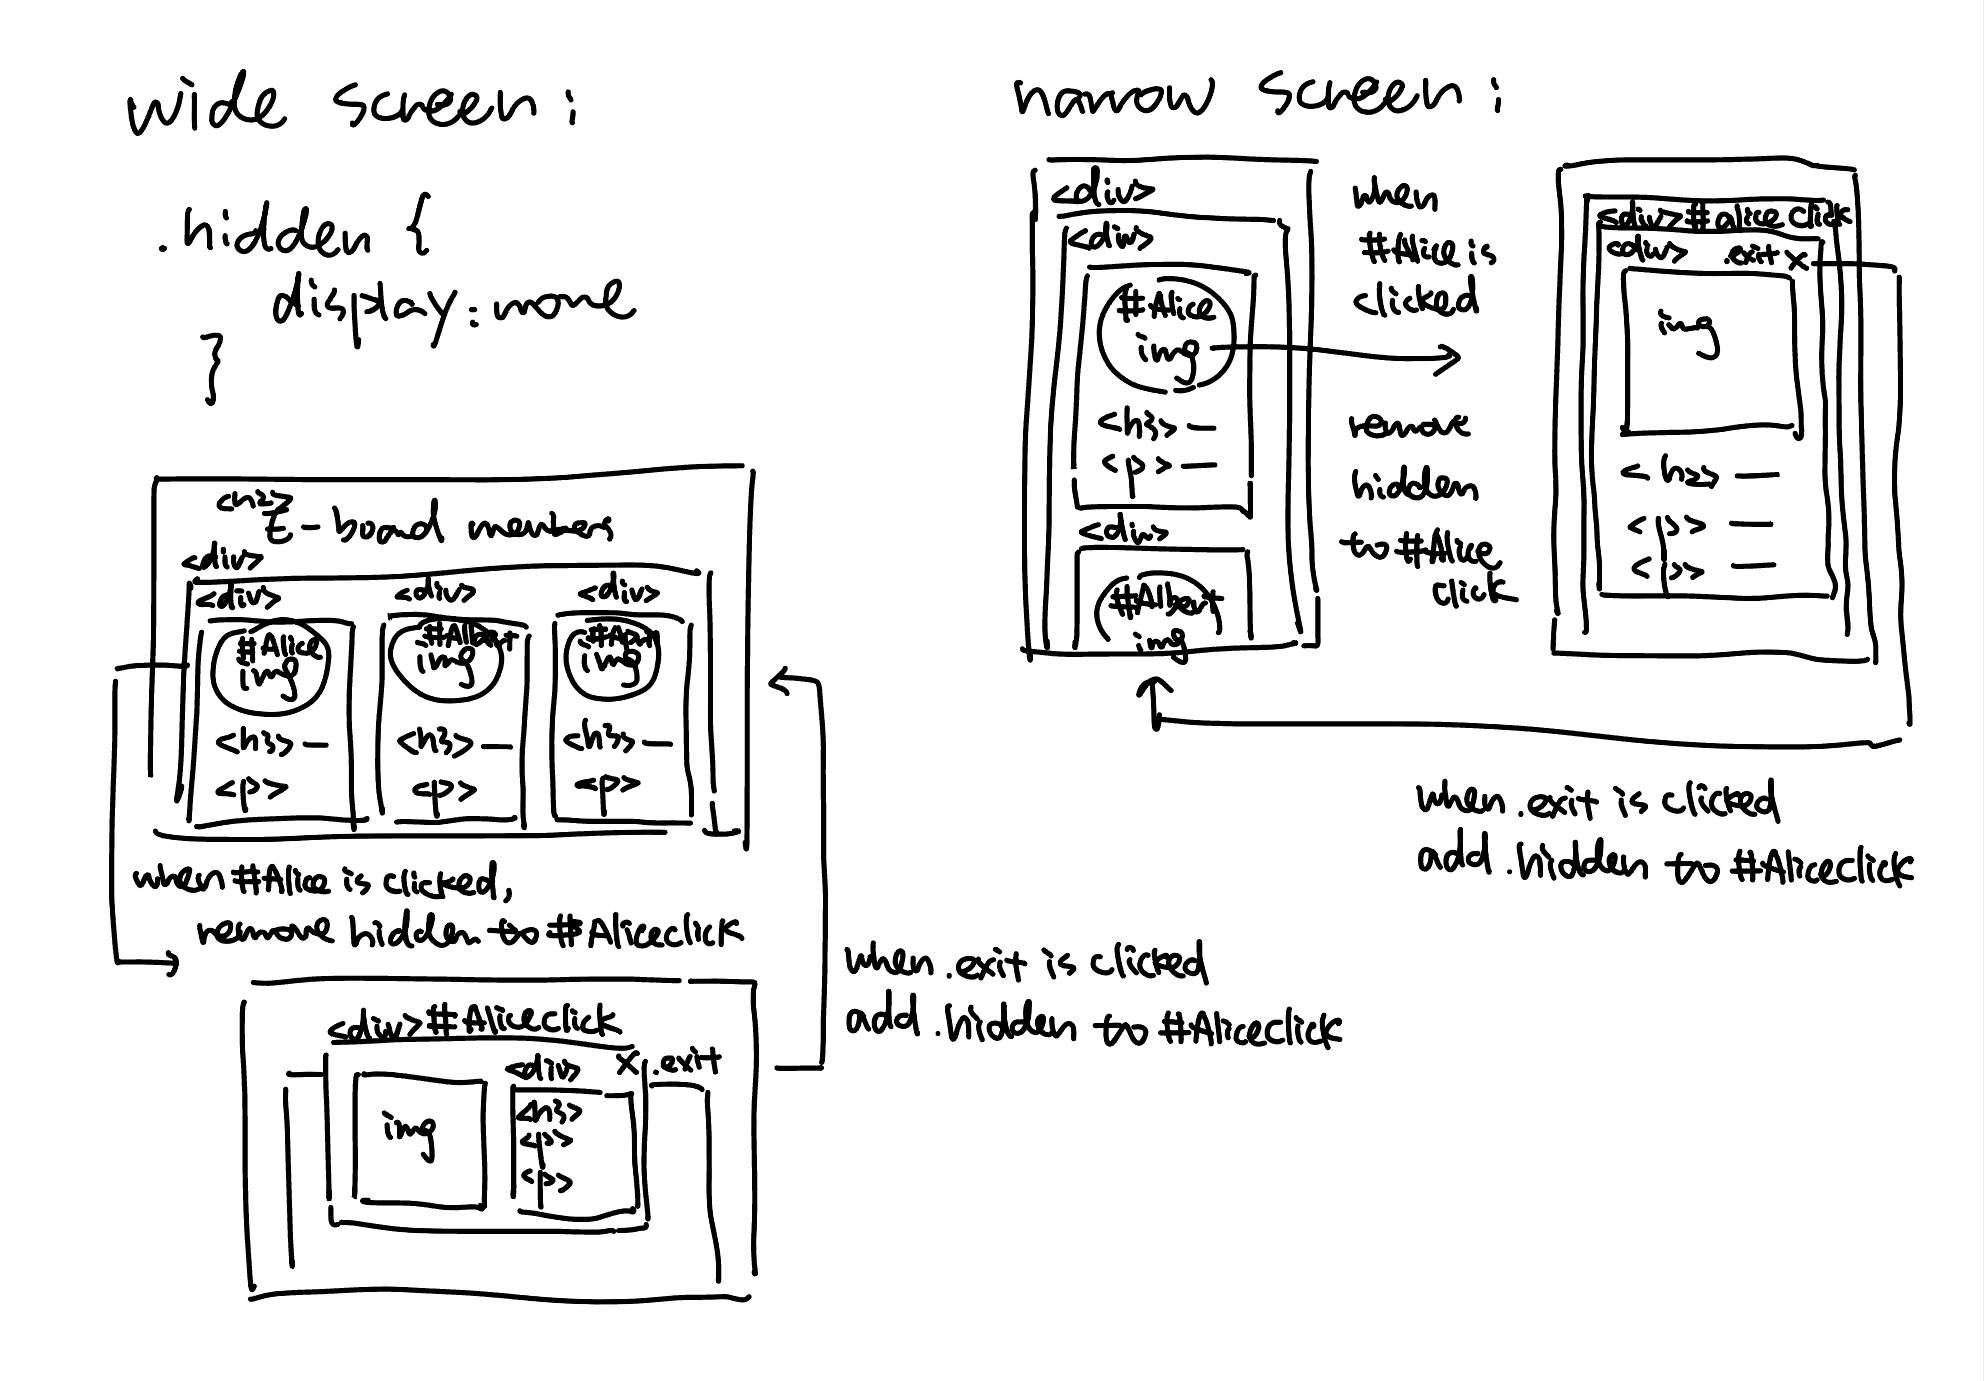 wide screen:
.hidden {
display: none
}
<h2>
E-board members
<div>
<div>
<div>
<div>
#Alice
img
#Albert
img
img
<h3> —
<h3> —
<h3> —
<p>
<p>
<p>
when #Alice is clicked,
remove hidden to #Aliceclick
<div> #Aliceclick
<div>
X .exit
img
<h3>
<p>
<p>
when .exit is clicked
add .hidden to #Aliceclick
narrow screen:
<div>
<div>
#Alice
img
<h3> —
<p> —
<div>
#Albert
img
when
#Alice is
clicked
remove
hidden
to #Alice
click
<div> #aliceclick
<div> .exit X
img
<h2> —
<p> —
<p> —
when .exit is clicked
add .hidden to #Aliceclick